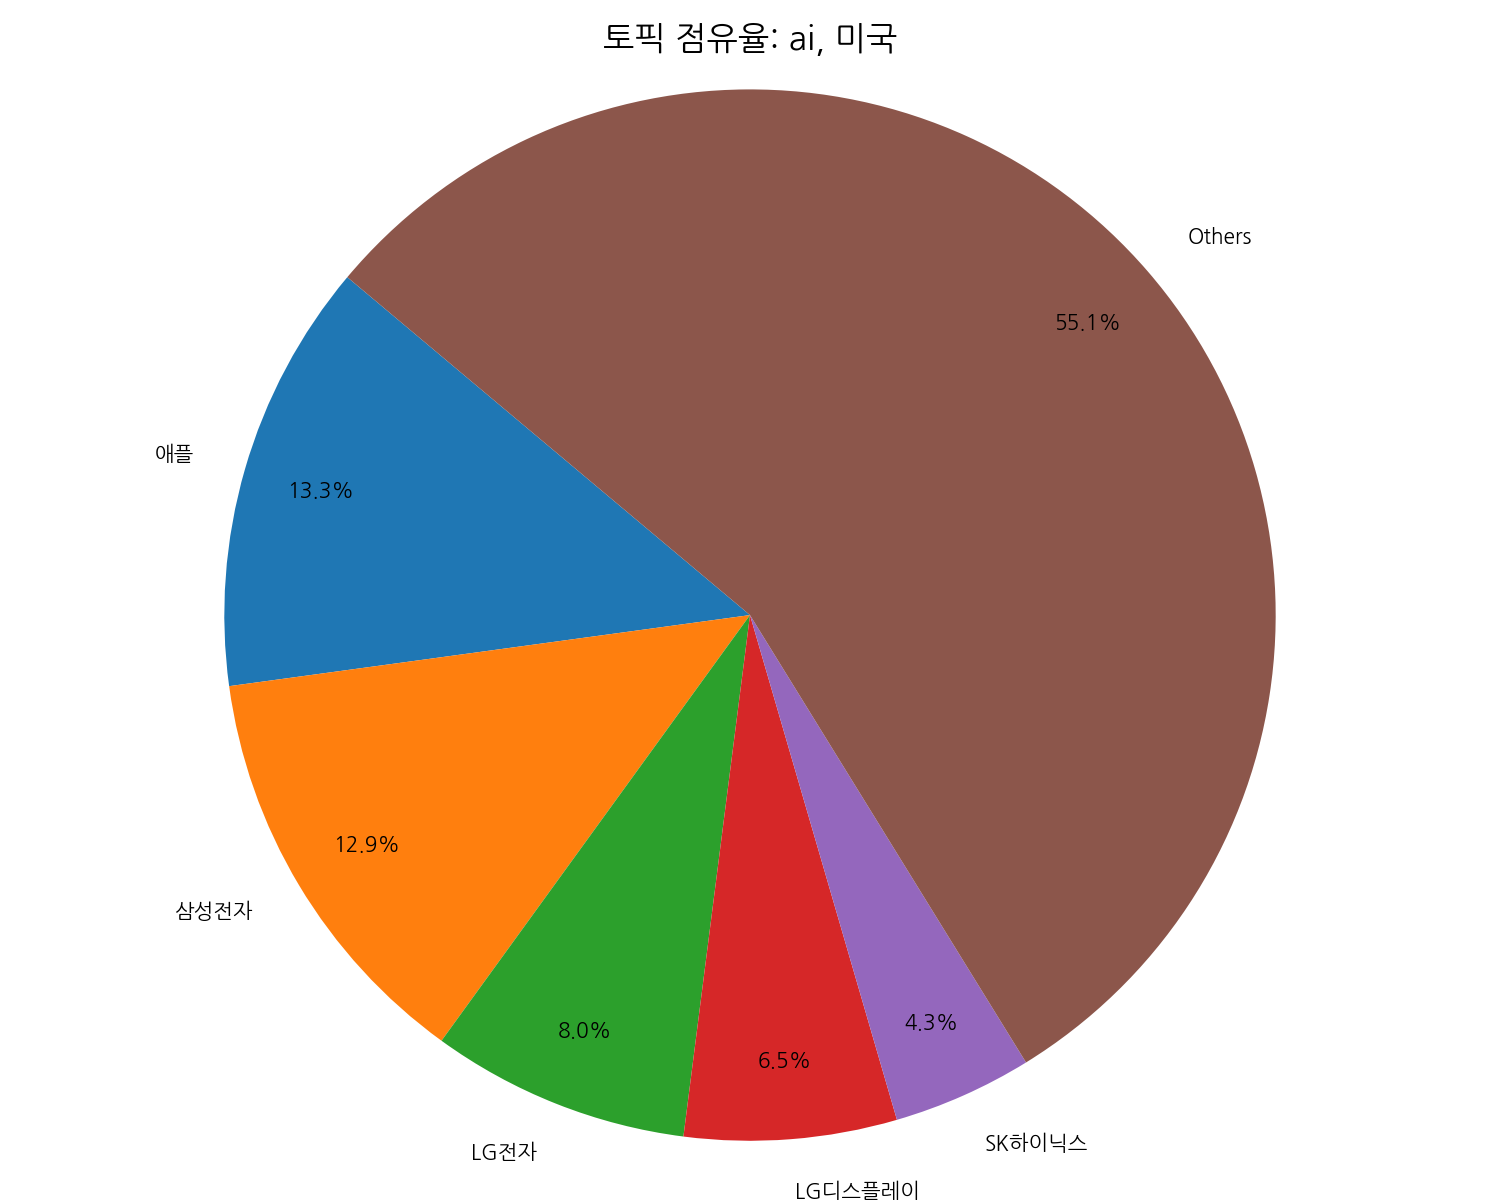 토픽 점유율: ai, 미국
Others
55.1%
애플
13.3%
12.9%
삼성전자
8.0%
4.3%
6.5%
LG전자
SK하이닉스
LG디스플레이